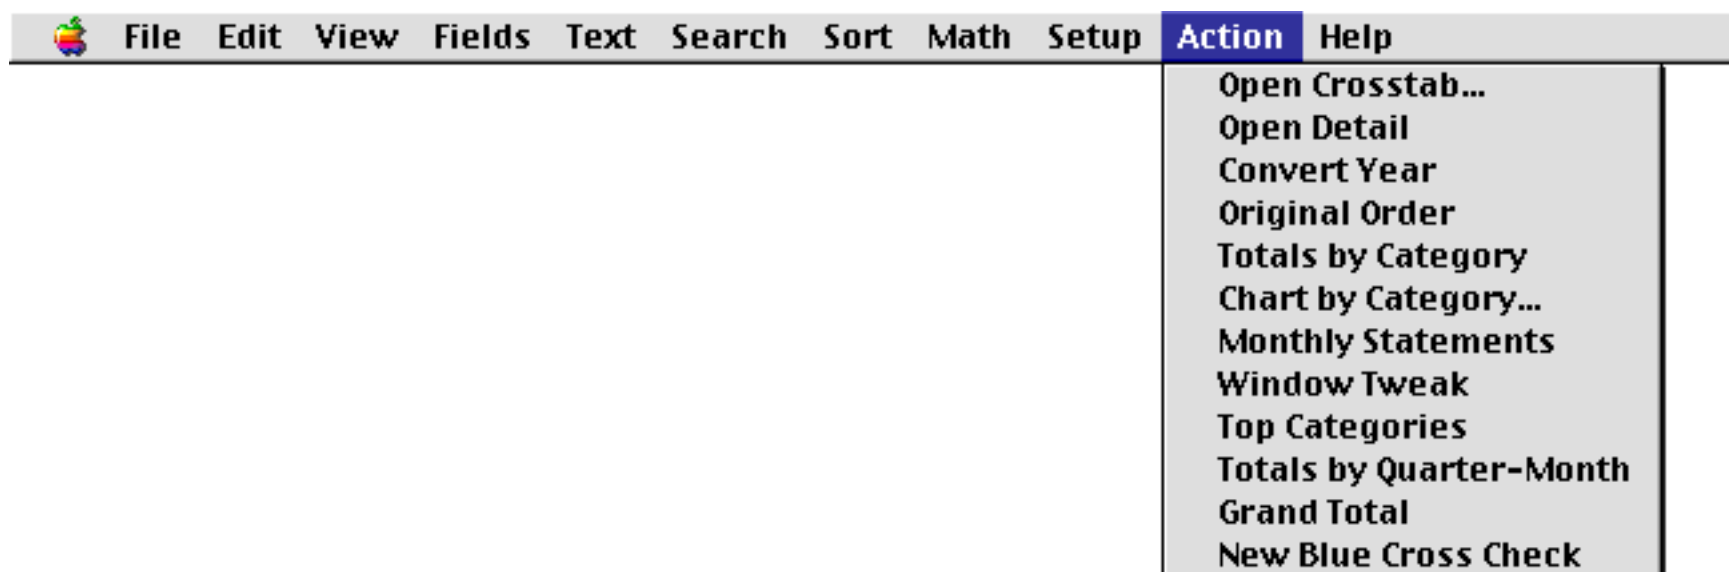 File Edit View Fields Text Search Sort Math Setup Action Help
Open Crosstab...
Open Detail
Convert Year
Original Order
Totals by Category
Chart by Category...
Monthly Statements
Window Tweak
Top Categories
Totals by Quarter-Month
Grand Total
New Blue Cross Check